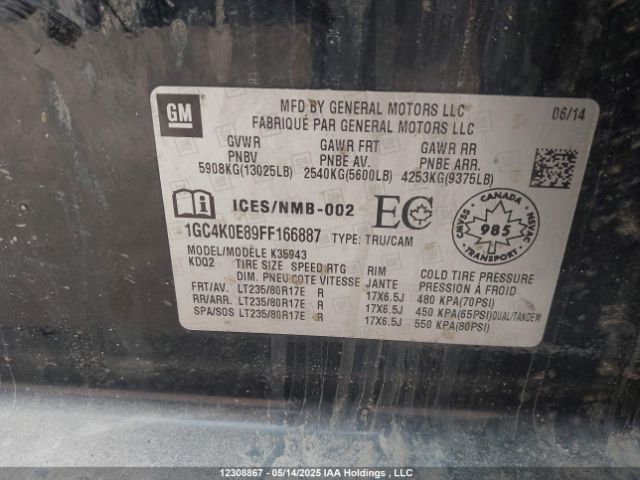 GM
MFD BY GENERAL MOTORS LLC
FABRIQUÉ PAR GENERAL MOTORS LLC
06/14
GVWR GAWR FRT GAWR RR
PNBV PNBE AV. PNBE ARR.
5908KG(13025LB) 2540KG(5600LB) 4253KG(9375LB)
ICES/NMB-002 EC
CANADA
SVAC/NSVAC
985
TRANSPORT
1GC4K0E89FF166887 TYPE: TRU/CAM
MODEL/MODÈLE K35943
KDQ2 TIRE SIZE SPEED RTG RIM COLD TIRE PRESSURE
DIM. PNEU COTE VITESSE JANTE PRESSION À FROID
FRT/AV. LT235/80R17E R 17X6.5J 480 KPA(70PSI)
RR/ARR. LT235/80R17E R 17X6.5J 450 KPA(65PSI)DUAL/TANDEM
SPA/SOS LT235/80R17E R 17X6.5J 550 KPA(80PSI)
12308867 - 05/14/2025 IAA Holdings , LLC